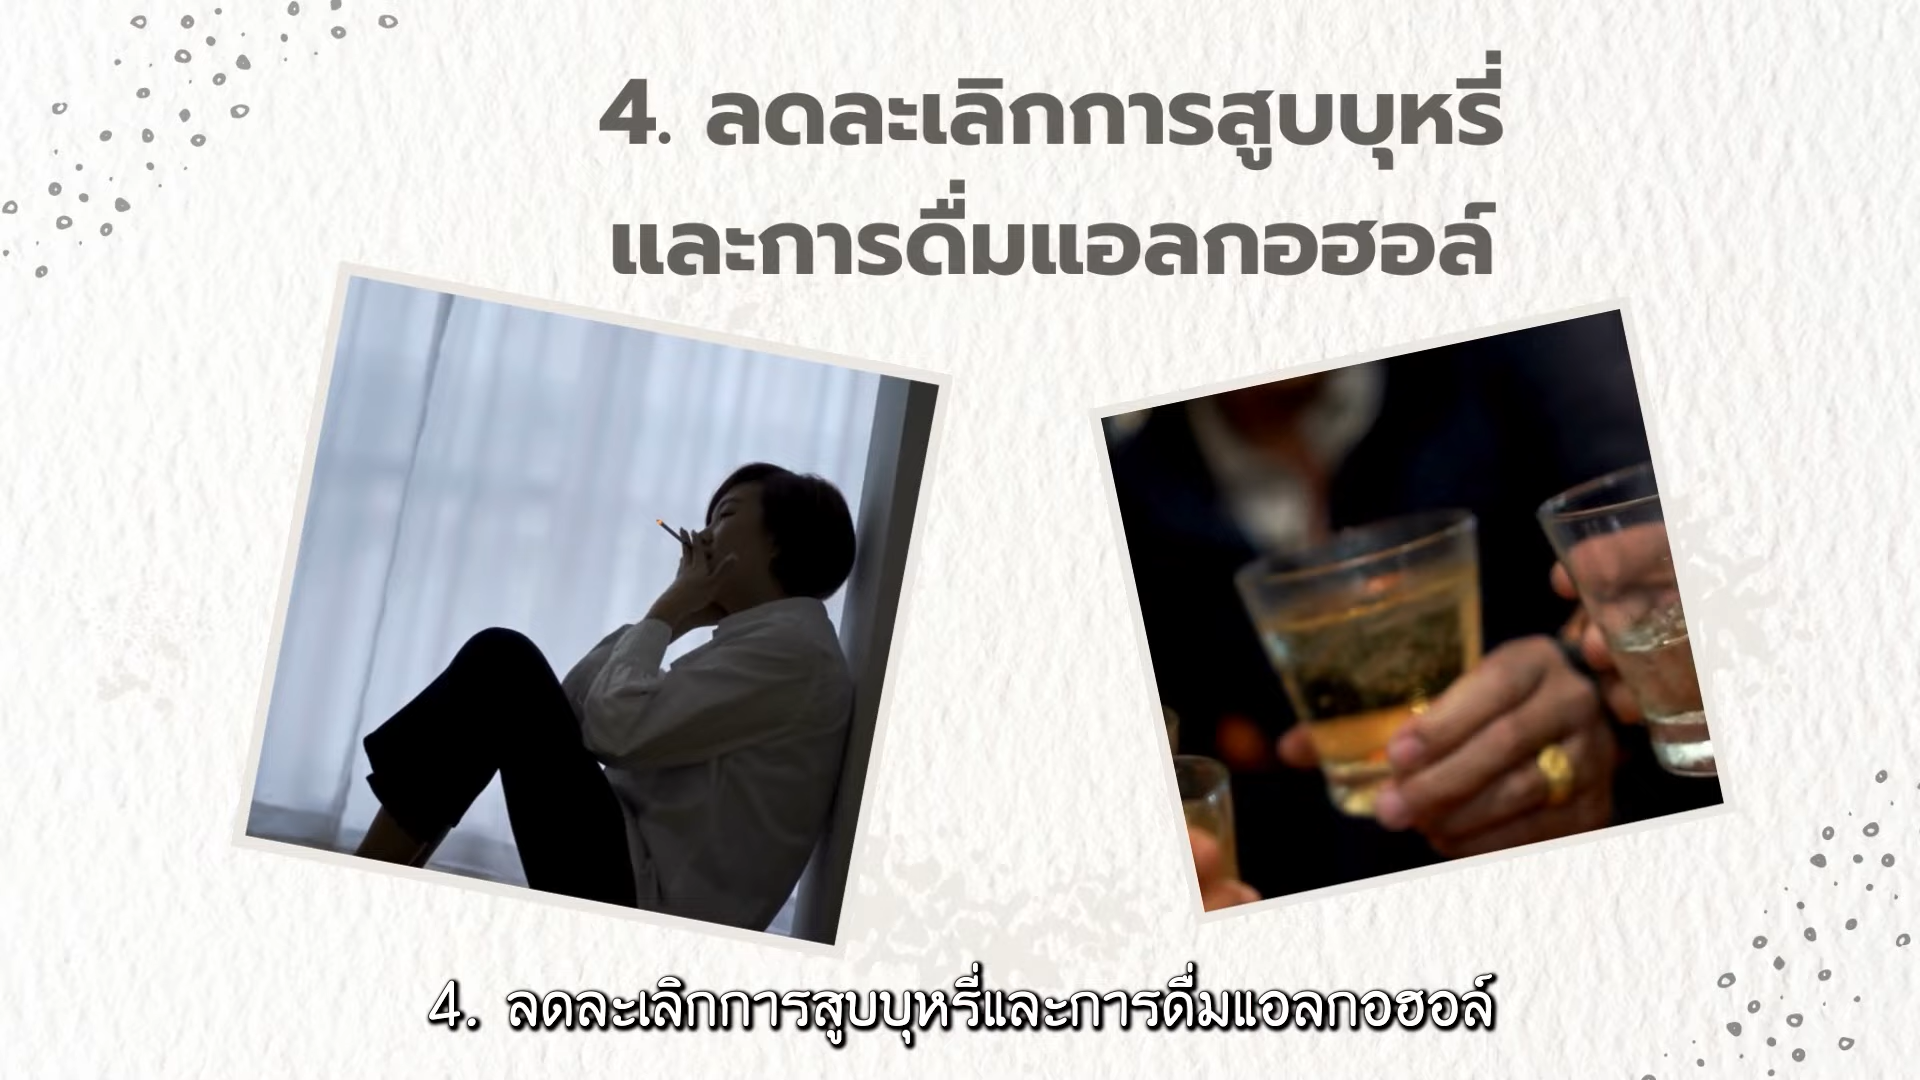 4. ลดละเลิกการสูบบุหรี่
และการดื่มแอลกอฮอล์
4. ลดละเลิกการสูบบุหรี่และการดื่มแอลกอฮอล์